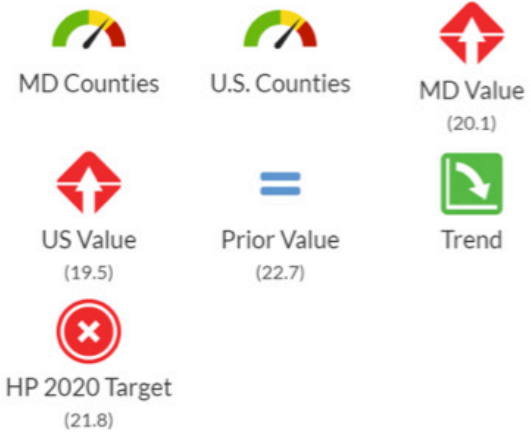 MD Counties
U.S. Counties
MD Value
(20.1)
US Value
(19.5)
Prior Value
(22.7)
Trend
HP 2020 Target
(21.8)